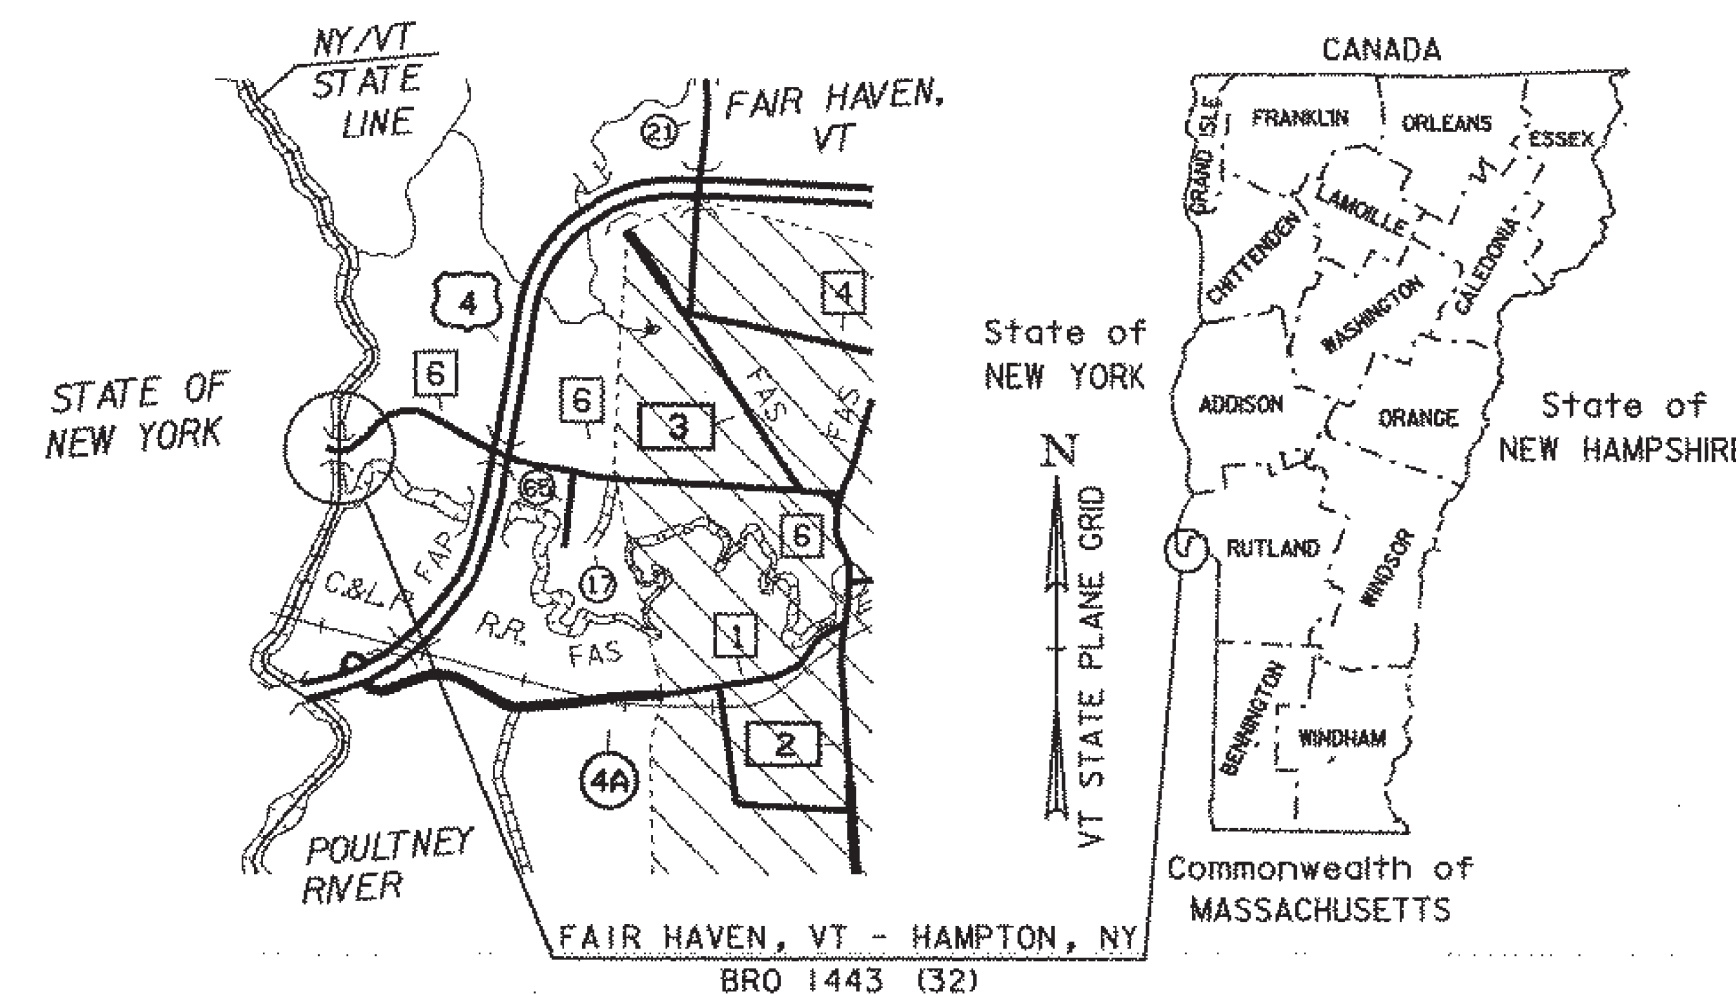 NY/VT
STATE
LINE
FAIR HAVEN,
VT
21
4
4
6
6
3
FAS
FAS
STATE OF
NEW YORK
68
6
FAP
17
C&LP
R.R.
FAS
1
2
4A
POULTNEY
RIVER
FAIR HAVEN, VT - HAMPTON, NY
BRO 1443 (32)
N
VT STATE PLANE GRID
CANADA
GRAND ISLE
FRANKLIN
ORLEANS
ESSEX
LAMOILLE
CHITTENDEN
CALEDONIA
WASHINGTON
State of
NEW YORK
ADDISON
ORANGE
State of
NEW HAMPSHIRE
RUTLAND
WINDSOR
BENNINGTON
WINDHAM
Commonwealth of
MASSACHUSETTS